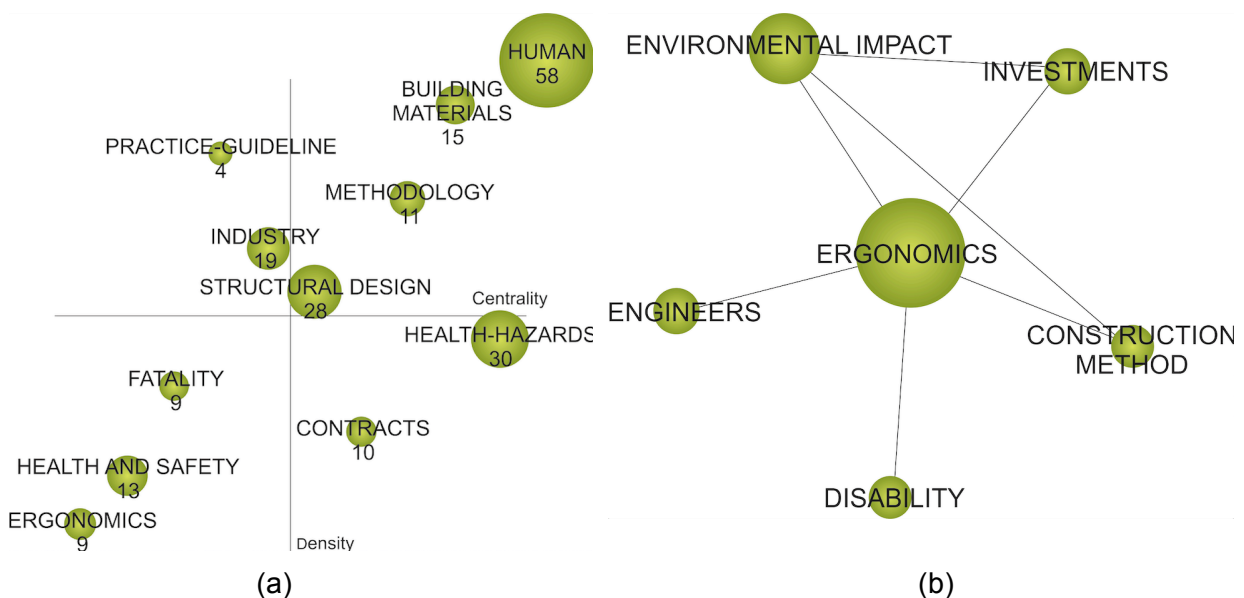 HUMAN
58
BUILDING
MATERIALS
15
PRACTICE-GUIDELINE
4
METHODOLOGY
11
INDUSTRY
19
STRUCTURAL DESIGN
28
Centrality
HEALTH-HAZARDS
30
FATALITY
9
CONTRACTS
10
HEALTH AND SAFETY
13
ERGONOMICS
9
Density
(a)
ENVIRONMENTAL IMPACT
INVESTMENTS
ERGONOMICS
ENGINEERS
CONSTRUCTION
METHOD
DISABILITY
(b)